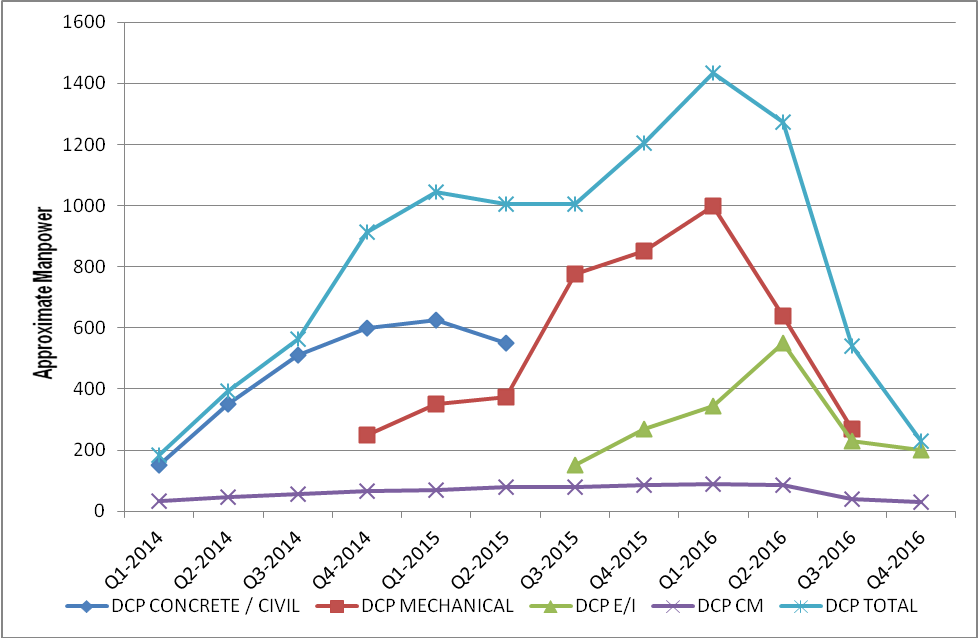 1600
1400
1200
1000
800
600
400
200
0
Approximate Manpower
Q1-2014
Q2-2014
Q3-2014
Q4-2014
Q1-2015
Q2-2015
Q3-2015
Q4-2015
Q1-2016
Q2-2016
Q3-2016
Q4-2016
DCP CONCRETE / CIVIL DCP MECHANICAL DCP E/I DCP CM DCP TOTAL